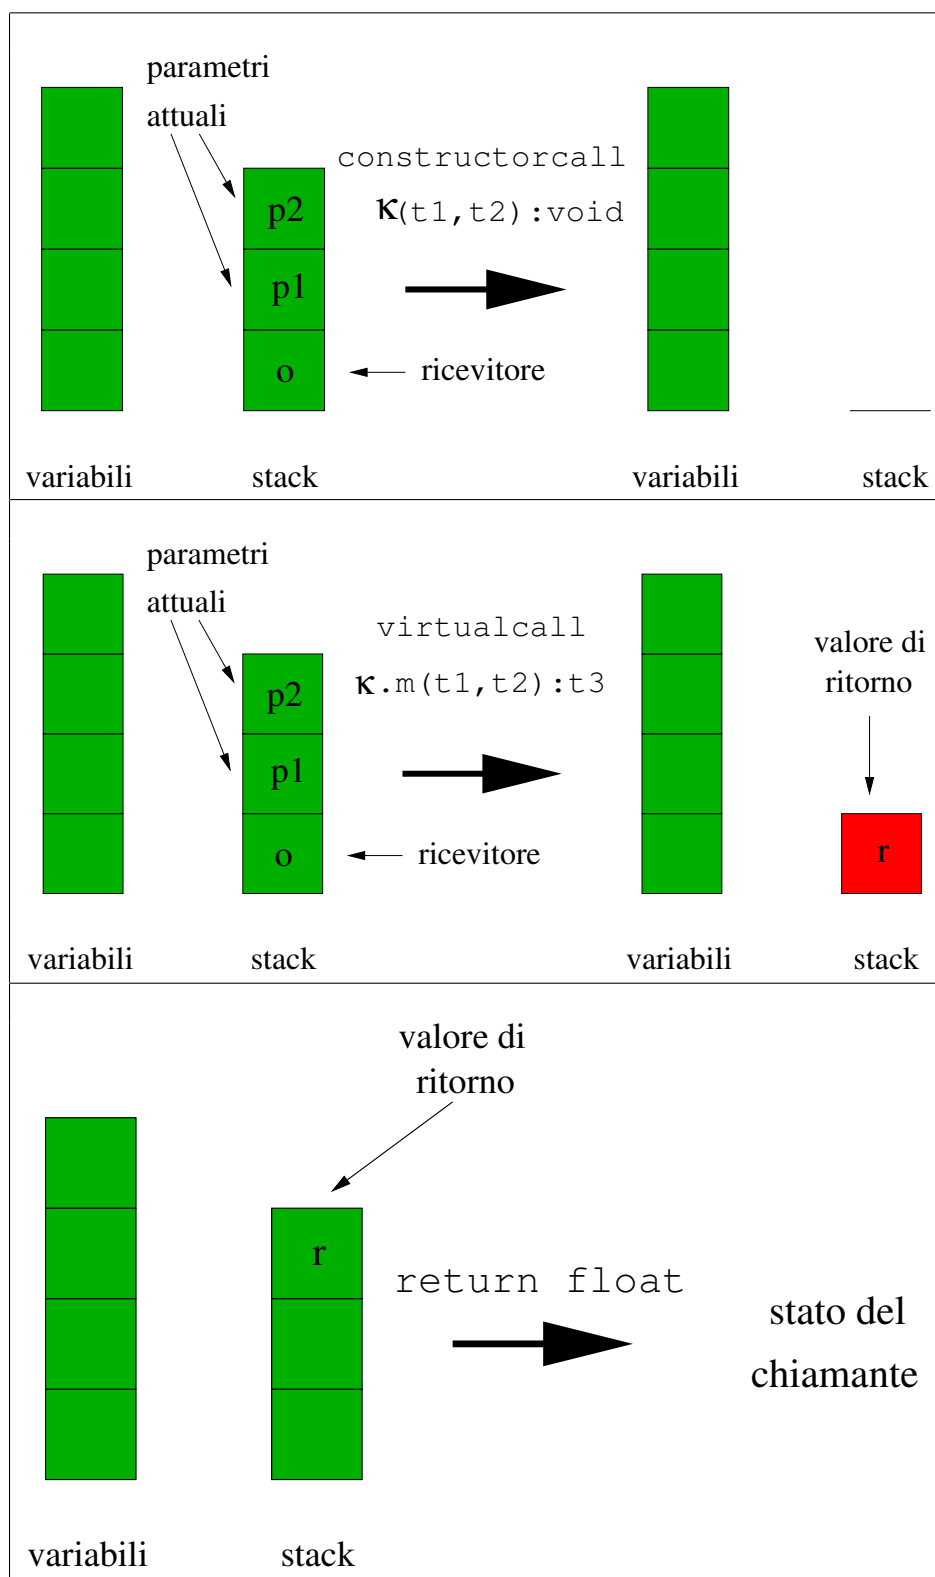 parametri
attuali
constructorcall
κ(t1,t2):void
p2
p1
o
ricevitore
variabili
stack
variabili
stack
parametri
attuali
virtualcall
κ.m(t1,t2):t3
valore di
ritorno
p2
p1
o
ricevitore
r
variabili
stack
variabili
stack
valore di
ritorno
r
return float
stato del
chiamante
variabili
stack